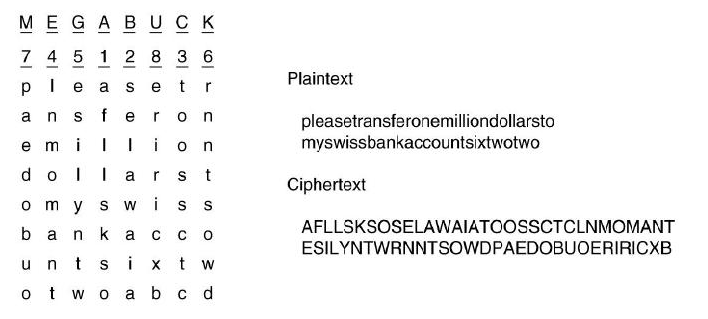 M E G A B U C K
7 4 5 1 2 8 3 6
p l e a s e t r
a n s f e r o n
e m i l l i o n
d o l l a r s t
o m y s w i s s
b a n k a c c o
u n t s i x t w
o t w o a b c d
Plaintext
pleasetransferonemilliondollarsto
myswissbankaccountsixtwotwo
Ciphertext
AFLLSKSOSELAWAIATOOSSCTCLNMOMANT
ESILYNTWRNNTSOWDPAEDOBUOERIRICXB